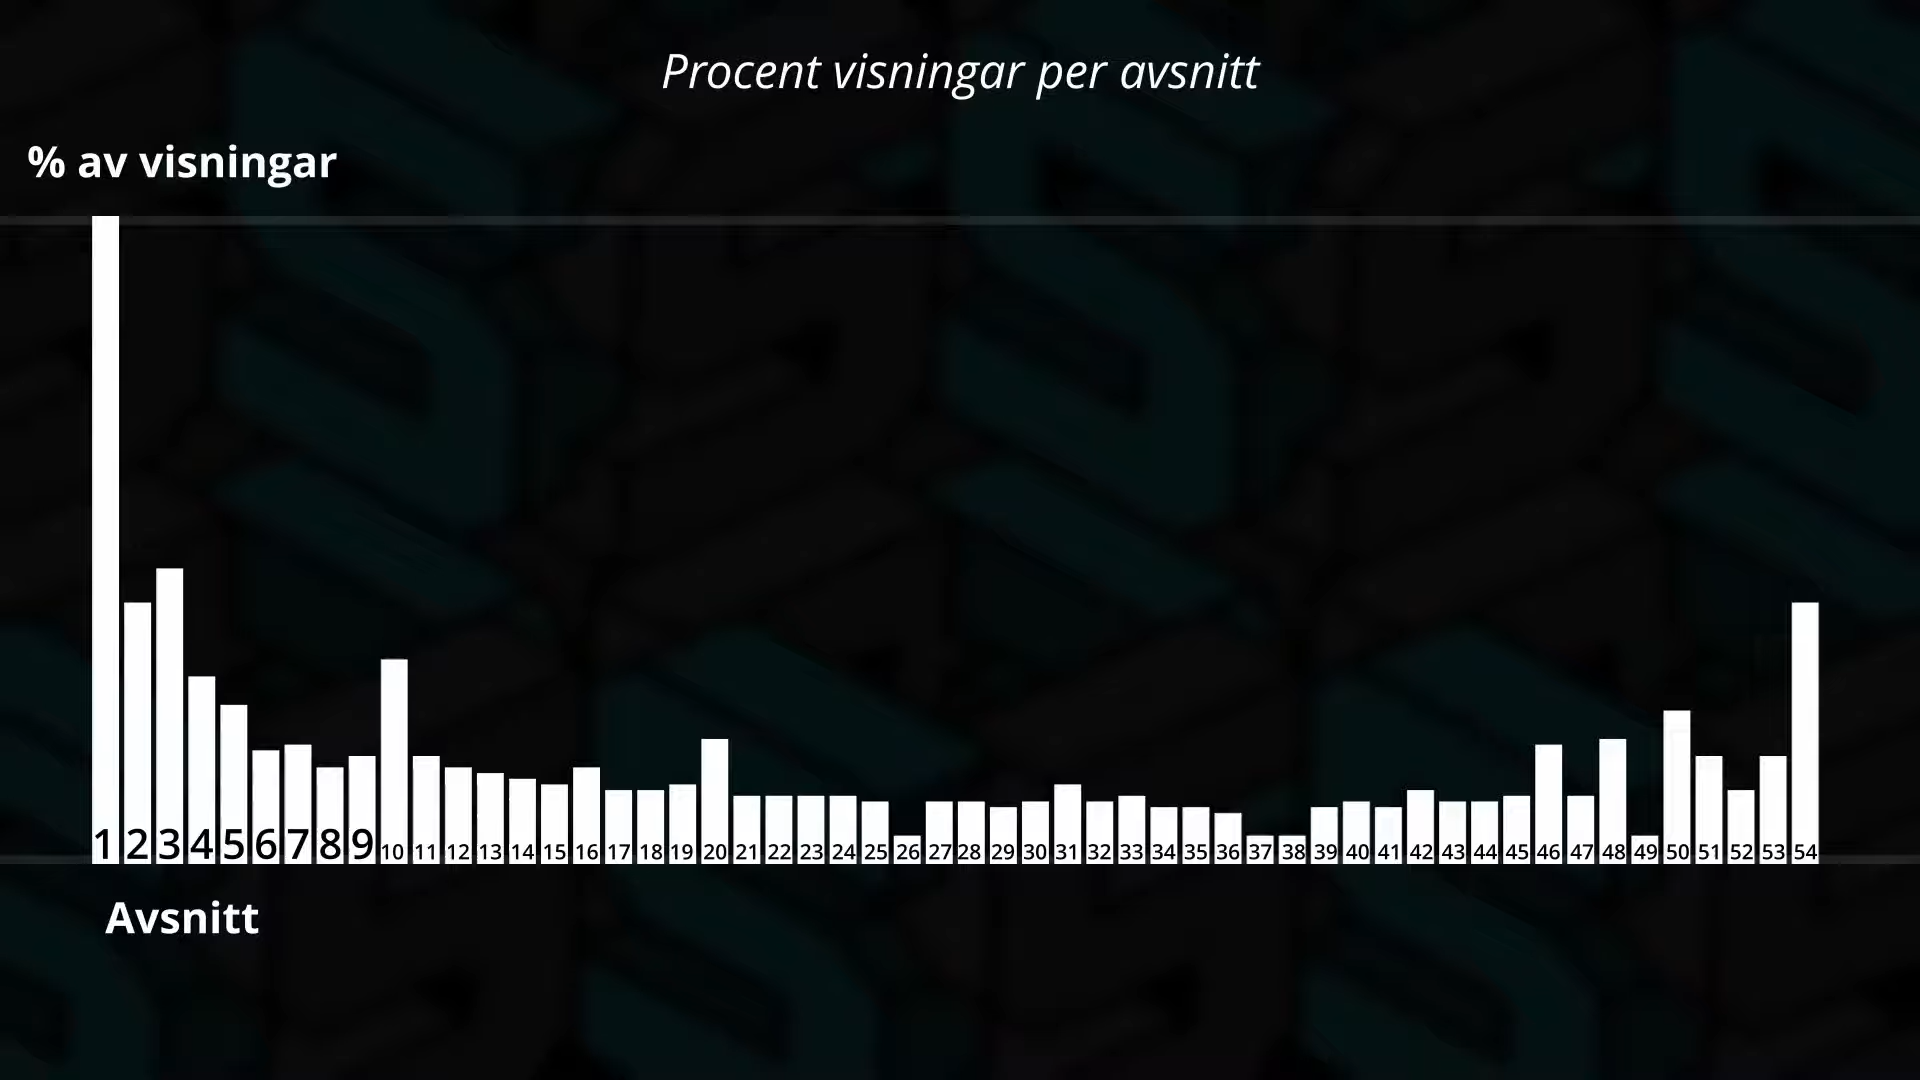 Procent visningar per avsnitt
% av visningar
1 2 3 4 5 6 7 8 9 10 11 12 13 14 15 16 17 18 19 20 21 22 23 24 25 26 27 28 29 30 31 32 33 34 35 36 37 38 39 40 41 42 43 44 45 46 47 48 49 50 51 52 53 54
Avsnitt